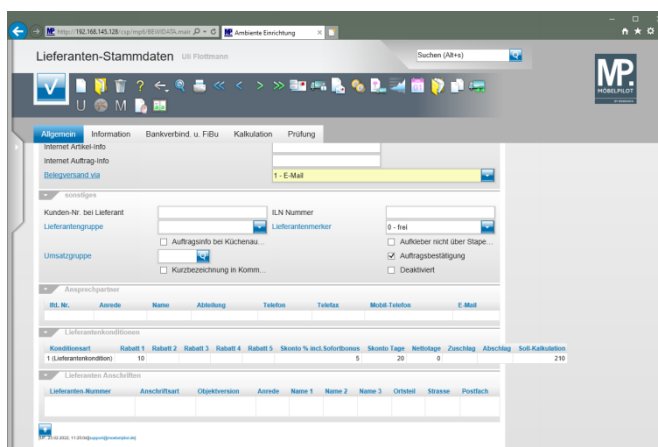 http://192.168.145.128/csp/mp9/REWIDATA.mair
Ambiente Einrichtung
Lieferanten-Stammdaten Uli Flottmann
Suchen (Alt+s)
MP.
MÖBELPILOT
U M
Allgemein Information Bankverbind. u. FiBu Kalkulation Prüfung
Internet Artikel-Info
Internet Auftrag-Info
Belegversand via 1 - E-Mail
sonstiges
Kunden-Nr. bei Lieferant ILN Nummer
Lieferantengruppe Lieferantenmerker 0 - frei
Auftragsinfo bei Küchenau... Aufkleber nicht über Stape...
Umsatzgruppe Auftragsbestätigung
Kurzbezeichnung in Komm... Deaktiviert
Ansprechpartner
lfd. Nr. Anrede Name Abteilung Telefon Telefax Mobil-Telefon E-Mail
Lieferantenkonditionen
Konditionsart Rabatt 1 Rabatt 2 Rabatt 3 Rabatt 4 Rabatt 5 Skonto % incl.Sofortbonus Skonto Tage Nettotage Zuschlag Abschlag Soll-Kalkulation
1 (Lieferantenkondition) 10 5 20 0 210
Lieferanten Anschriften
Lieferanten-Nummer Anschriftsart Objektversion Anrede Name 1 Name 2 Name 3 Ortsteil Strasse Postfach